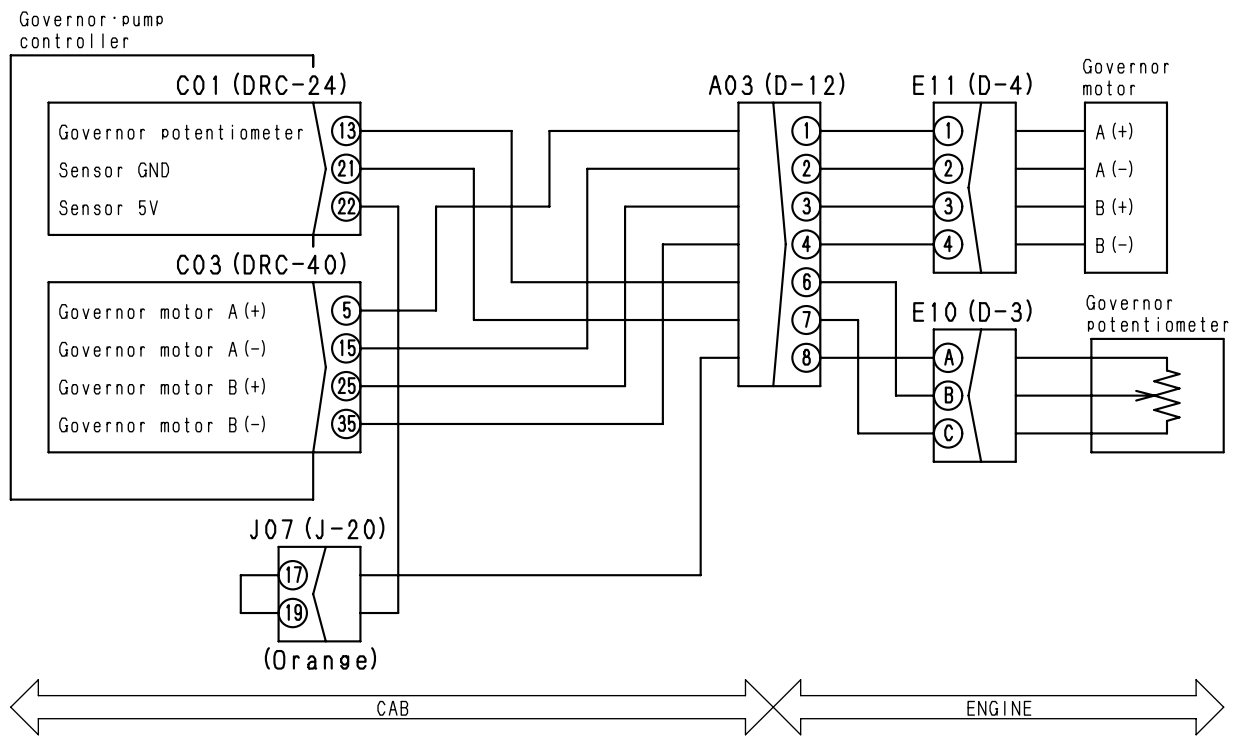 Governor·pump
controller
C01 (DRC-24)
Governor potentiometer 13
Sensor GND 21
Sensor 5V 22
C03 (DRC-40)
Governor motor A(+) 5
Governor motor A(-) 15
Governor motor B(+) 25
Governor motor B(-) 35
J07 (J-20)
17
19
(Orange)
A03 (D-12)
1
2
3
4
6
7
8
E11 (D-4)
1
2
3
4
Governor
motor
A(+)
A(-)
B(+)
B(-)
E10 (D-3)
A
B
C
Governor
potentiometer
CAB
ENGINE